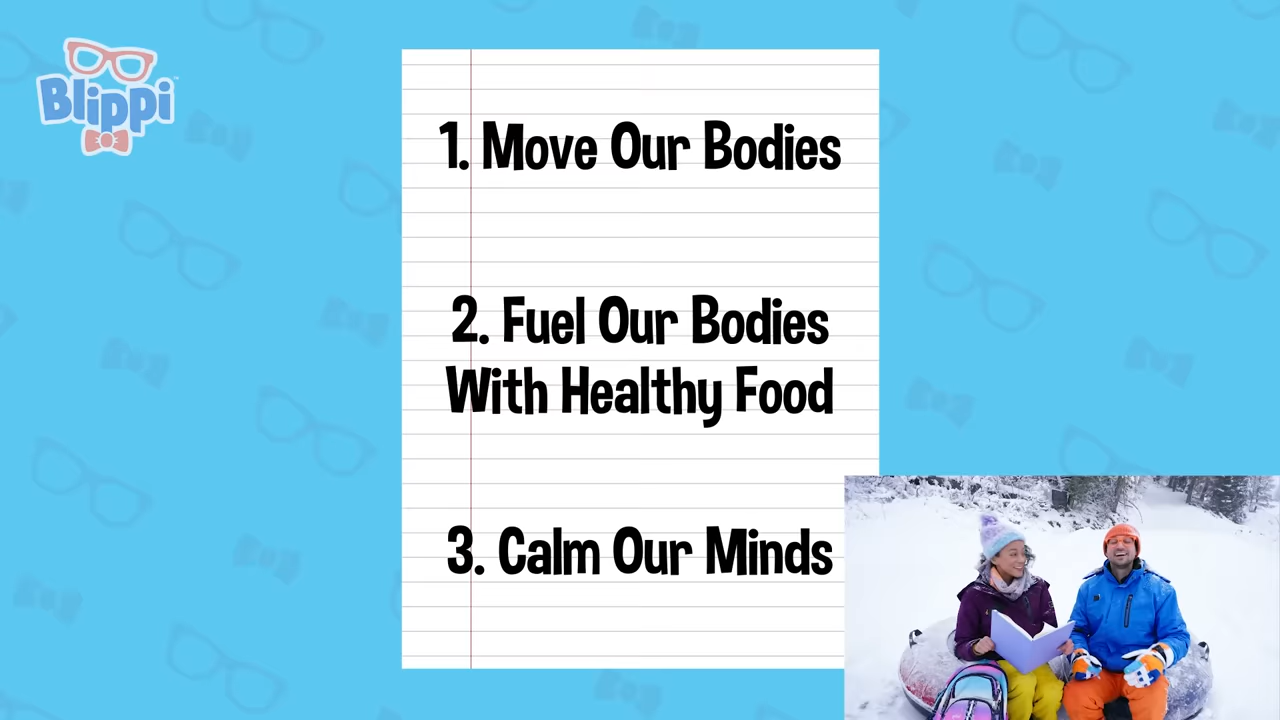 Blippi
1. Move Our Bodies
2. Fuel Our Bodies
With Healthy Food
3. Calm Our Minds